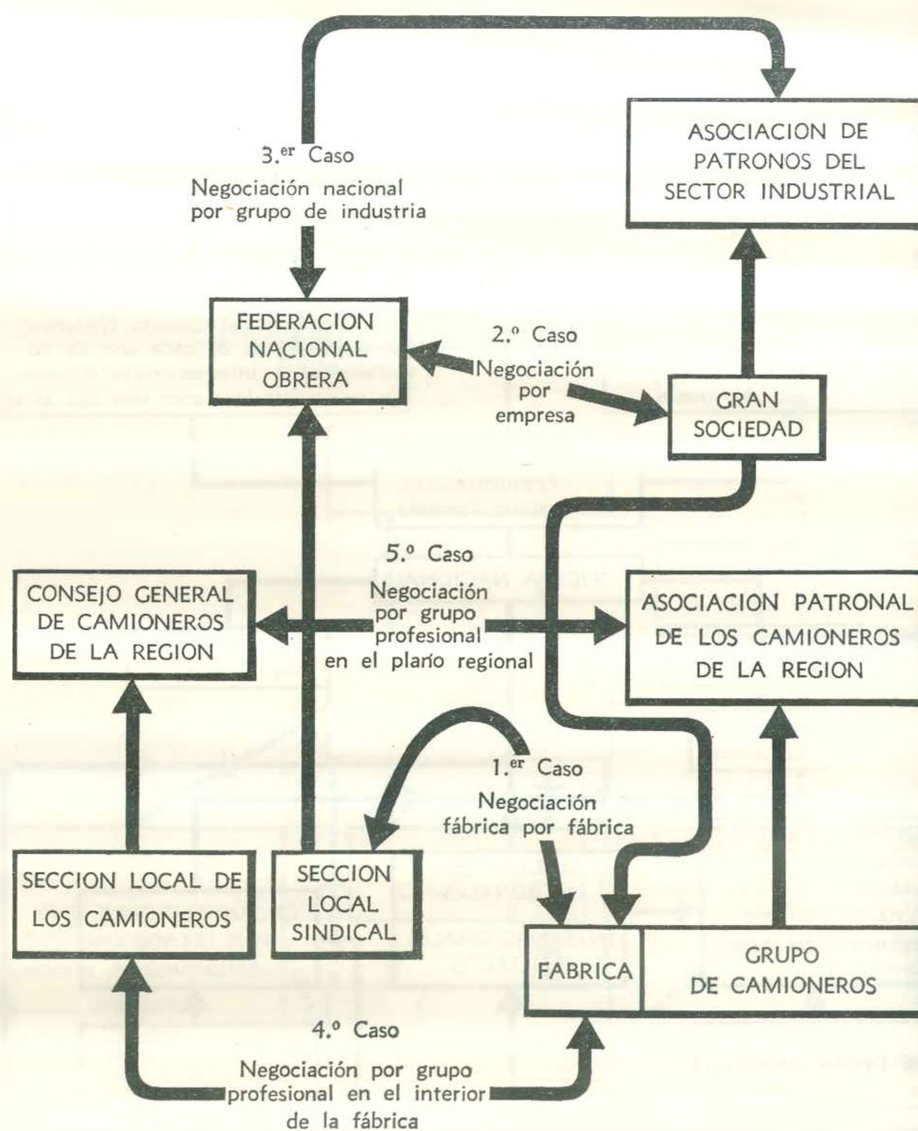 3.er Caso
Negociación nacional
por grupo de industria
ASOCIACION DE
PATRONOS DEL
SECTOR INDUSTRIAL
FEDERACION
NACIONAL
OBRERA
2.º Caso
Negociación
por
empresa
GRAN
SOCIEDAD
5.º Caso
Negociación
por grupo
profesional
en el plano regional
CONSEJO GENERAL
DE CAMIONEROS
DE LA REGION
ASOCIACION PATRONAL
DE LOS CAMIONEROS
DE LA REGION
1.er Caso
Negociación
fábrica por fábrica
SECCION LOCAL DE
LOS CAMIONEROS
SECCION
LOCAL
SINDICAL
FABRICA
GRUPO
DE CAMIONEROS
4.º Caso
Negociación por grupo
profesional en el interior
de la fábrica